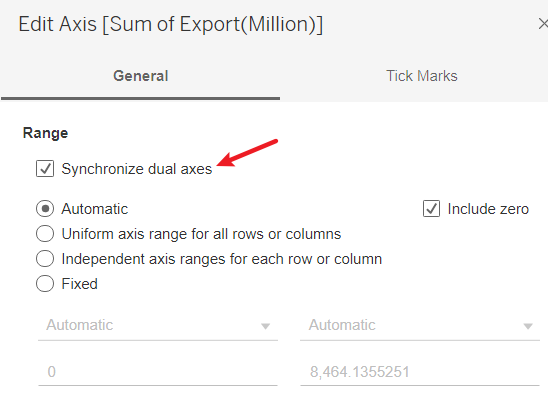 Edit Axis [Sum of Export(Million)]
General
Tick Marks
Range
Synchronize dual axes
Automatic
Include zero
Uniform axis range for all rows or columns
Independent axis ranges for each row or column
Fixed
Automatic
Automatic
0
8,464.1355251